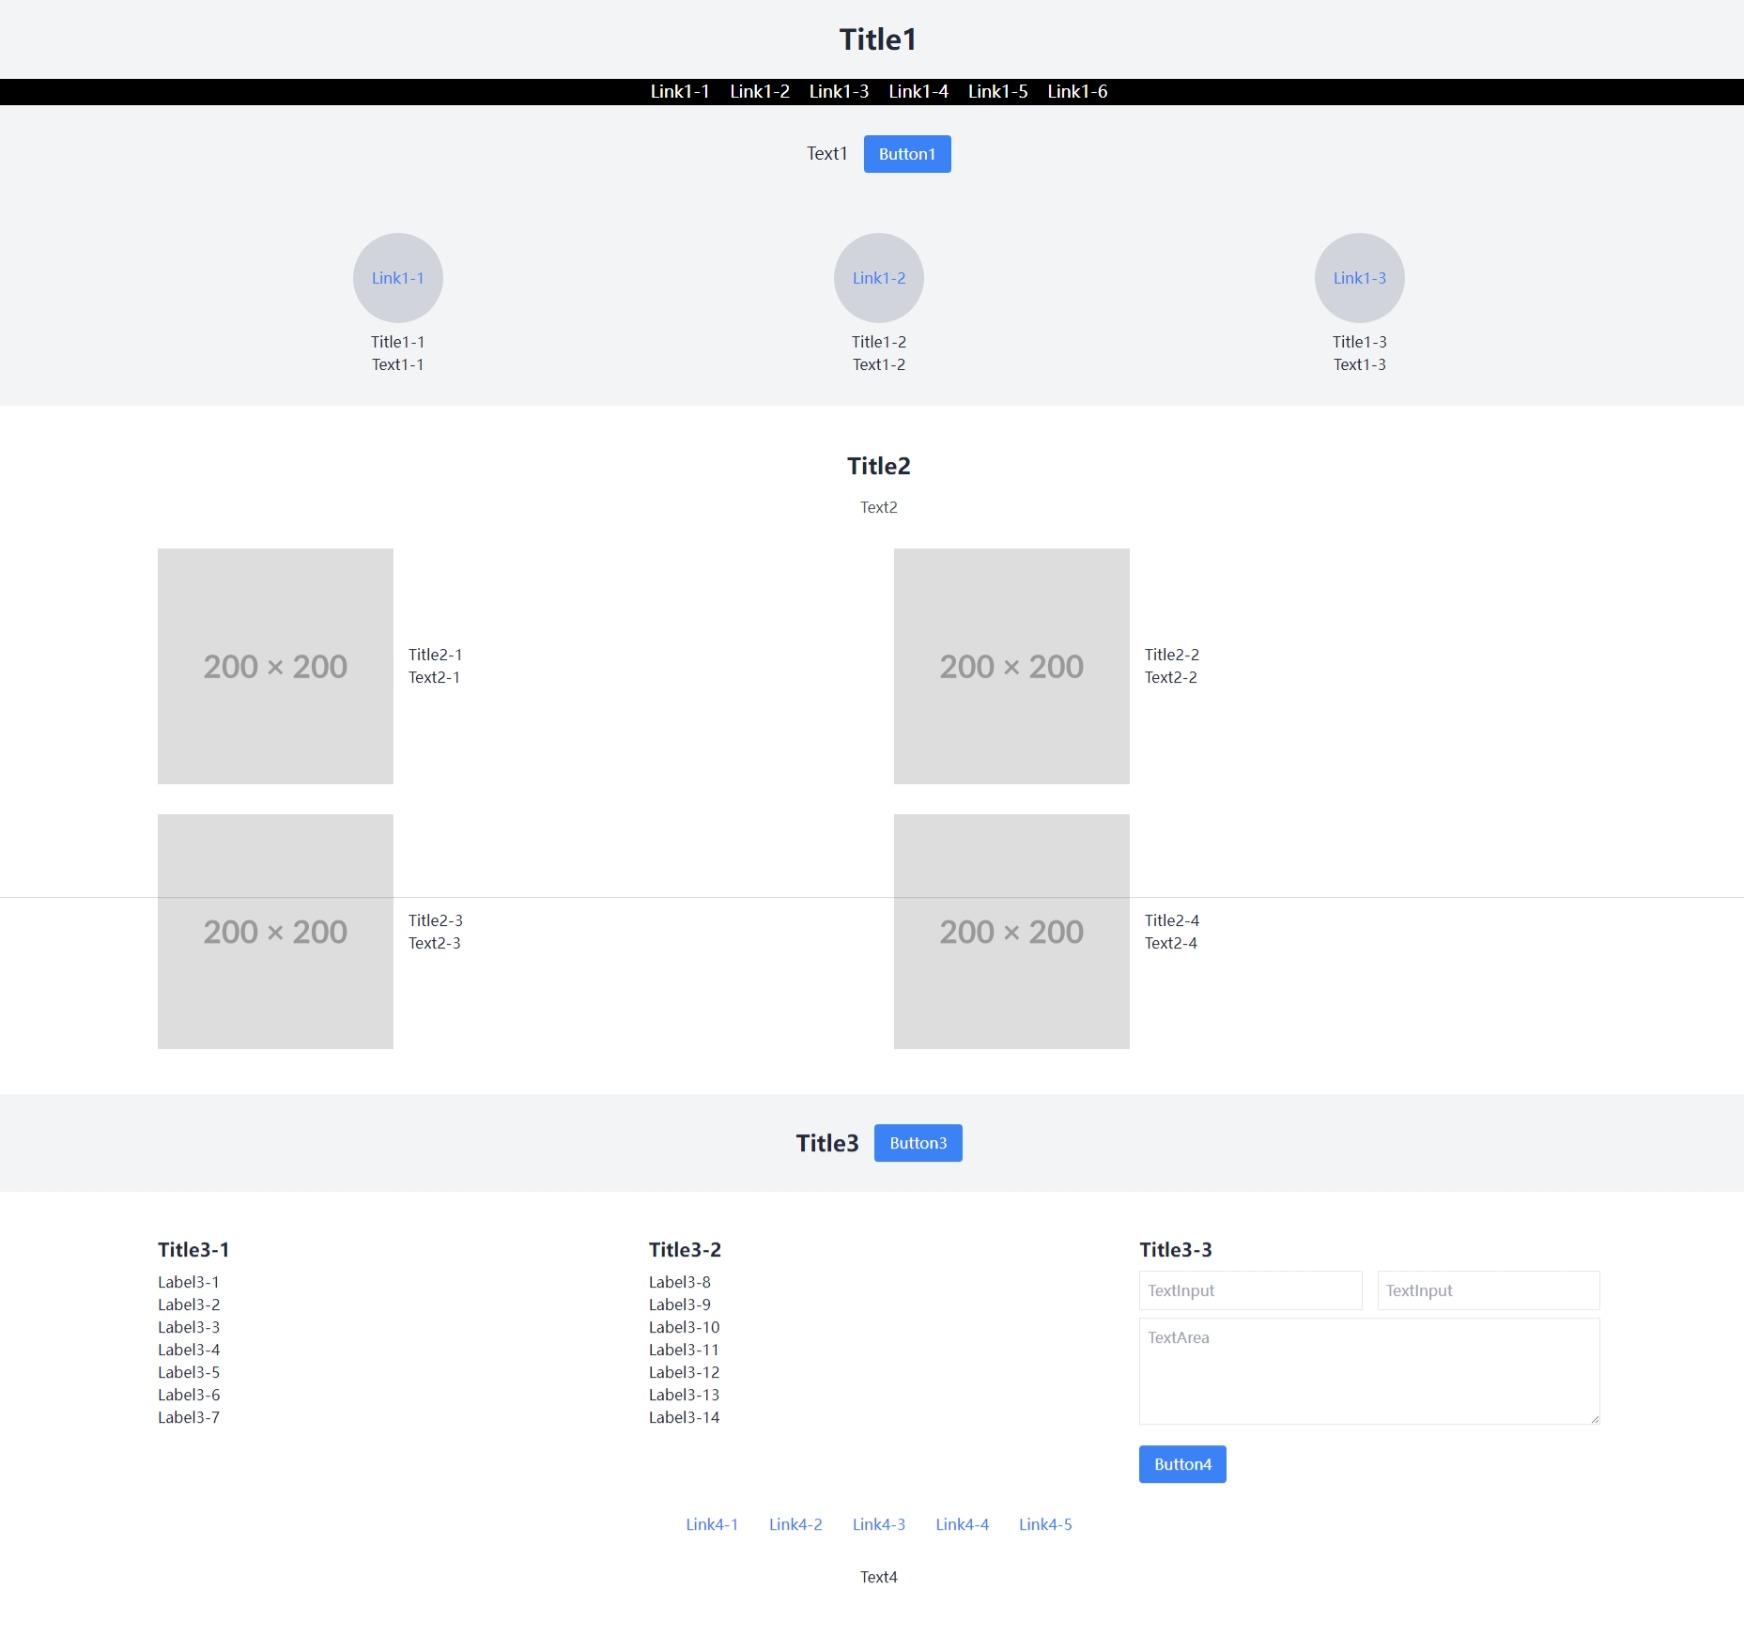 Title1
Link1-1 Link1-2 Link1-3 Link1-4 Link1-5 Link1-6
Text1 Button1
Link1-1 Link1-2 Link1-3
Title1-1 Title1-2 Title1-3
Text1-1 Text1-2 Text1-3
Title2
Text2
200 × 200
Title2-1
Text2-1
200 × 200
Title2-2
Text2-2
200 × 200
Title2-3
Text2-3
200 × 200
Title2-4
Text2-4
Title3 Button3
Title3-1
Label3-1
Label3-2
Label3-3
Label3-4
Label3-5
Label3-6
Label3-7
Title3-2
Label3-8
Label3-9
Label3-10
Label3-11
Label3-12
Label3-13
Label3-14
Title3-3
TextInput TextInput
TextArea
Button4
Link4-1 Link4-2 Link4-3 Link4-4 Link4-5
Text4